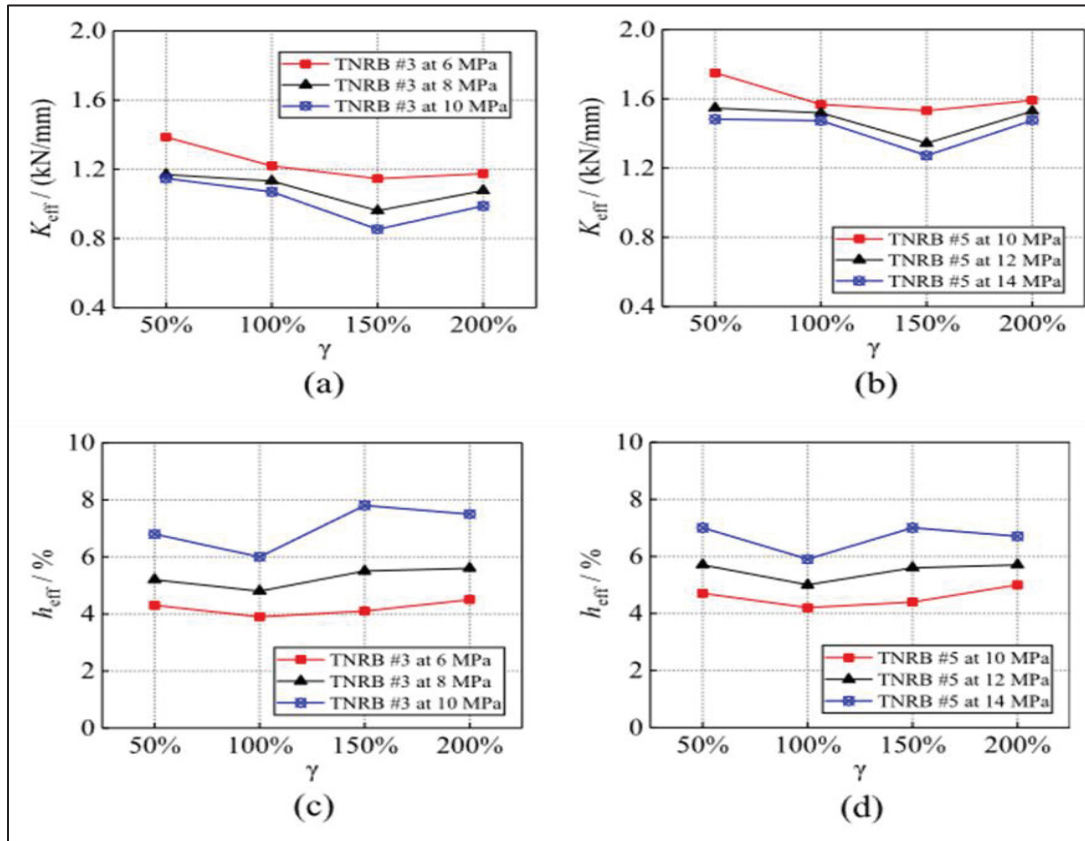 2.0
1.6
1.2
0.8
0.4
K_eff / (kN/mm)
TNRB #3 at 6 MPa
TNRB #3 at 8 MPa
TNRB #3 at 10 MPa
50% 100% 150% 200%
γ
(a)
2.0
1.6
1.2
0.8
0.4
K_eff / (kN/mm)
TNRB #5 at 10 MPa
TNRB #5 at 12 MPa
TNRB #5 at 14 MPa
50% 100% 150% 200%
γ
(b)
10
8
6
4
2
0
h_eff / %
TNRB #3 at 6 MPa
TNRB #3 at 8 MPa
TNRB #3 at 10 MPa
50% 100% 150% 200%
γ
(c)
10
8
6
4
2
0
h_eff / %
TNRB #5 at 10 MPa
TNRB #5 at 12 MPa
TNRB #5 at 14 MPa
50% 100% 150% 200%
γ
(d)